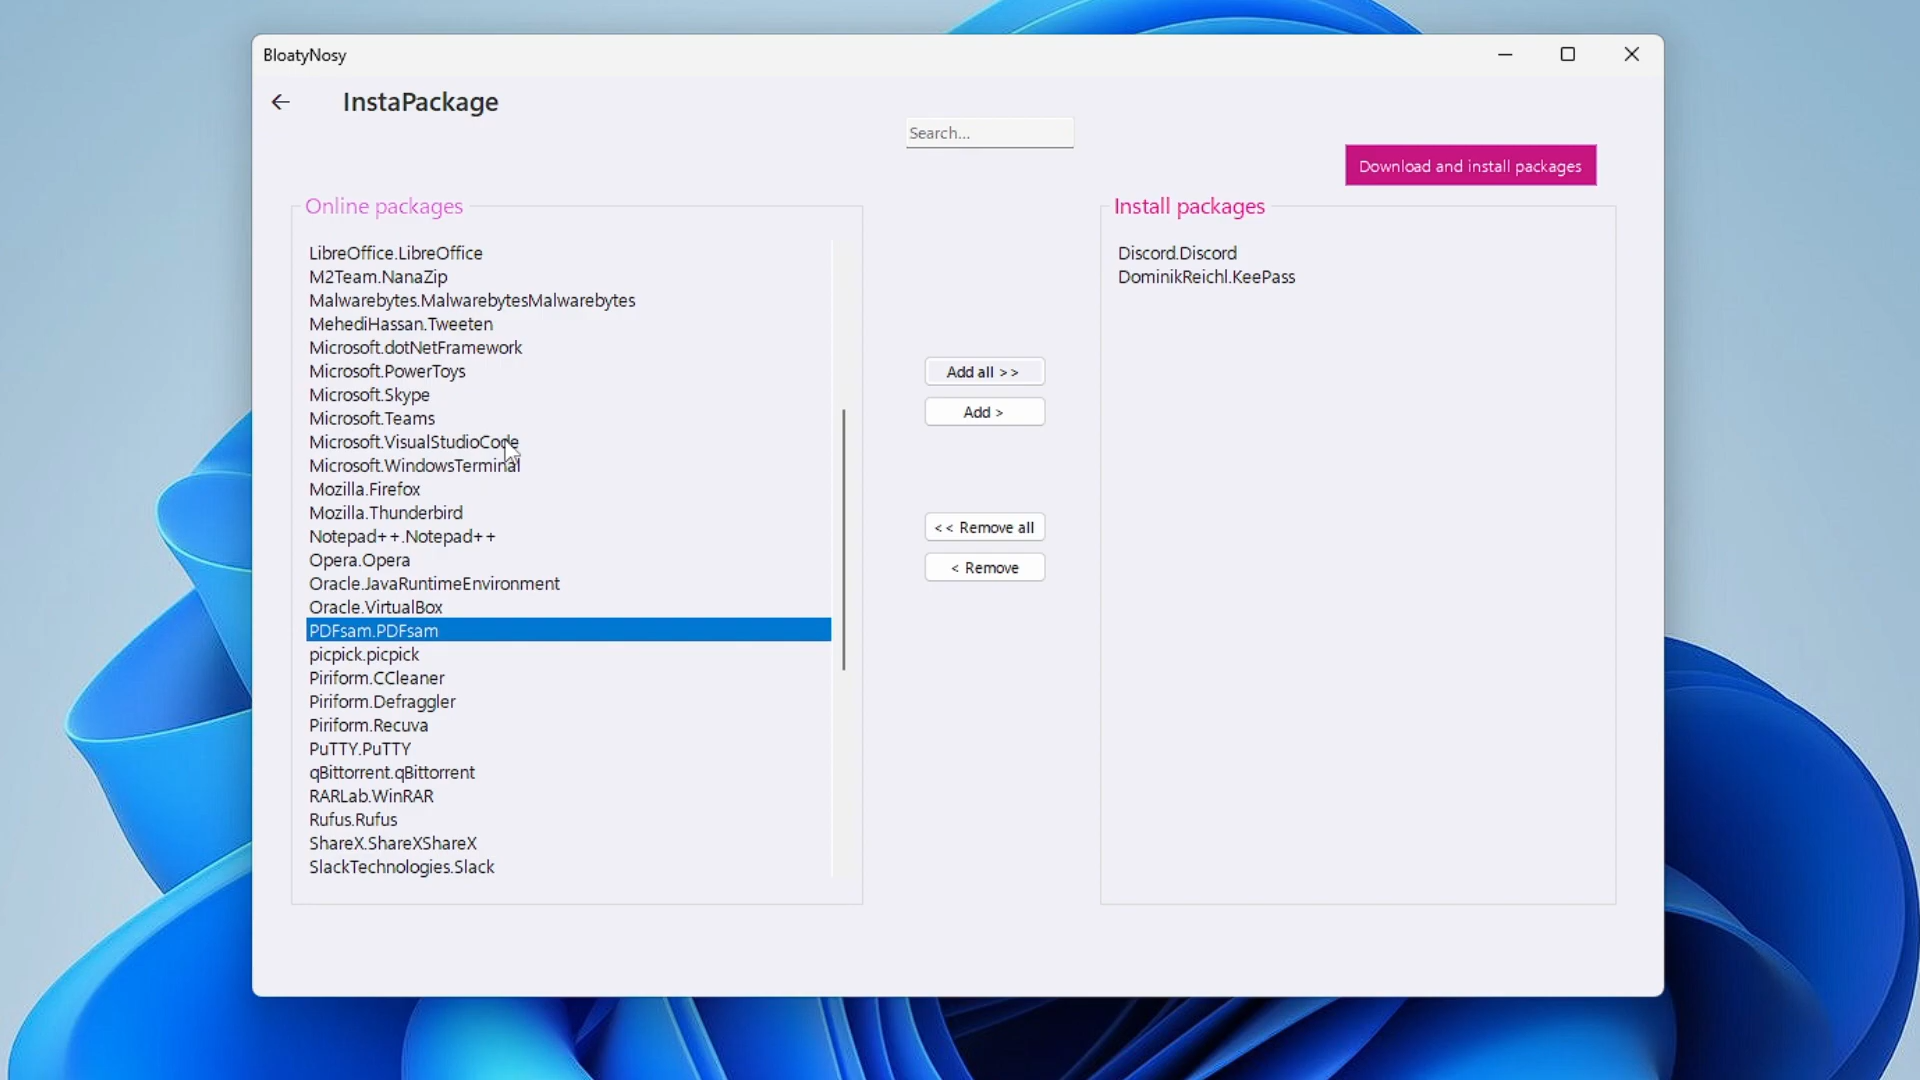 BloatyNosy
InstaPackage
Search...
Download and install packages
Online packages
LibreOffice.LibreOffice
M2Team.NanaZip
Malwarebytes.MalwarebytesMalwarebytes
MehediHassan.Tweeten
Microsoft.dotNetFramework
Microsoft.PowerToys
Microsoft.Skype
Microsoft.Teams
Microsoft.VisualStudioCode
Microsoft.WindowsTerminal
Mozilla.Firefox
Mozilla.Thunderbird
Notepad++.Notepad++
Opera.Opera
Oracle.JavaRuntimeEnvironment
Oracle.VirtualBox
PDFsam.PDFsam
picpick.picpick
Piriform.CCleaner
Piriform.Defraggler
Piriform.Recuva
PuTTY.PuTTY
qBittorrent.qBittorrent
RARLab.WinRAR
Rufus.Rufus
ShareX.ShareXShareX
SlackTechnologies.Slack
Add all >>
Add >
<< Remove all
< Remove
Install packages
Discord.Discord
DominikReichl.KeePass